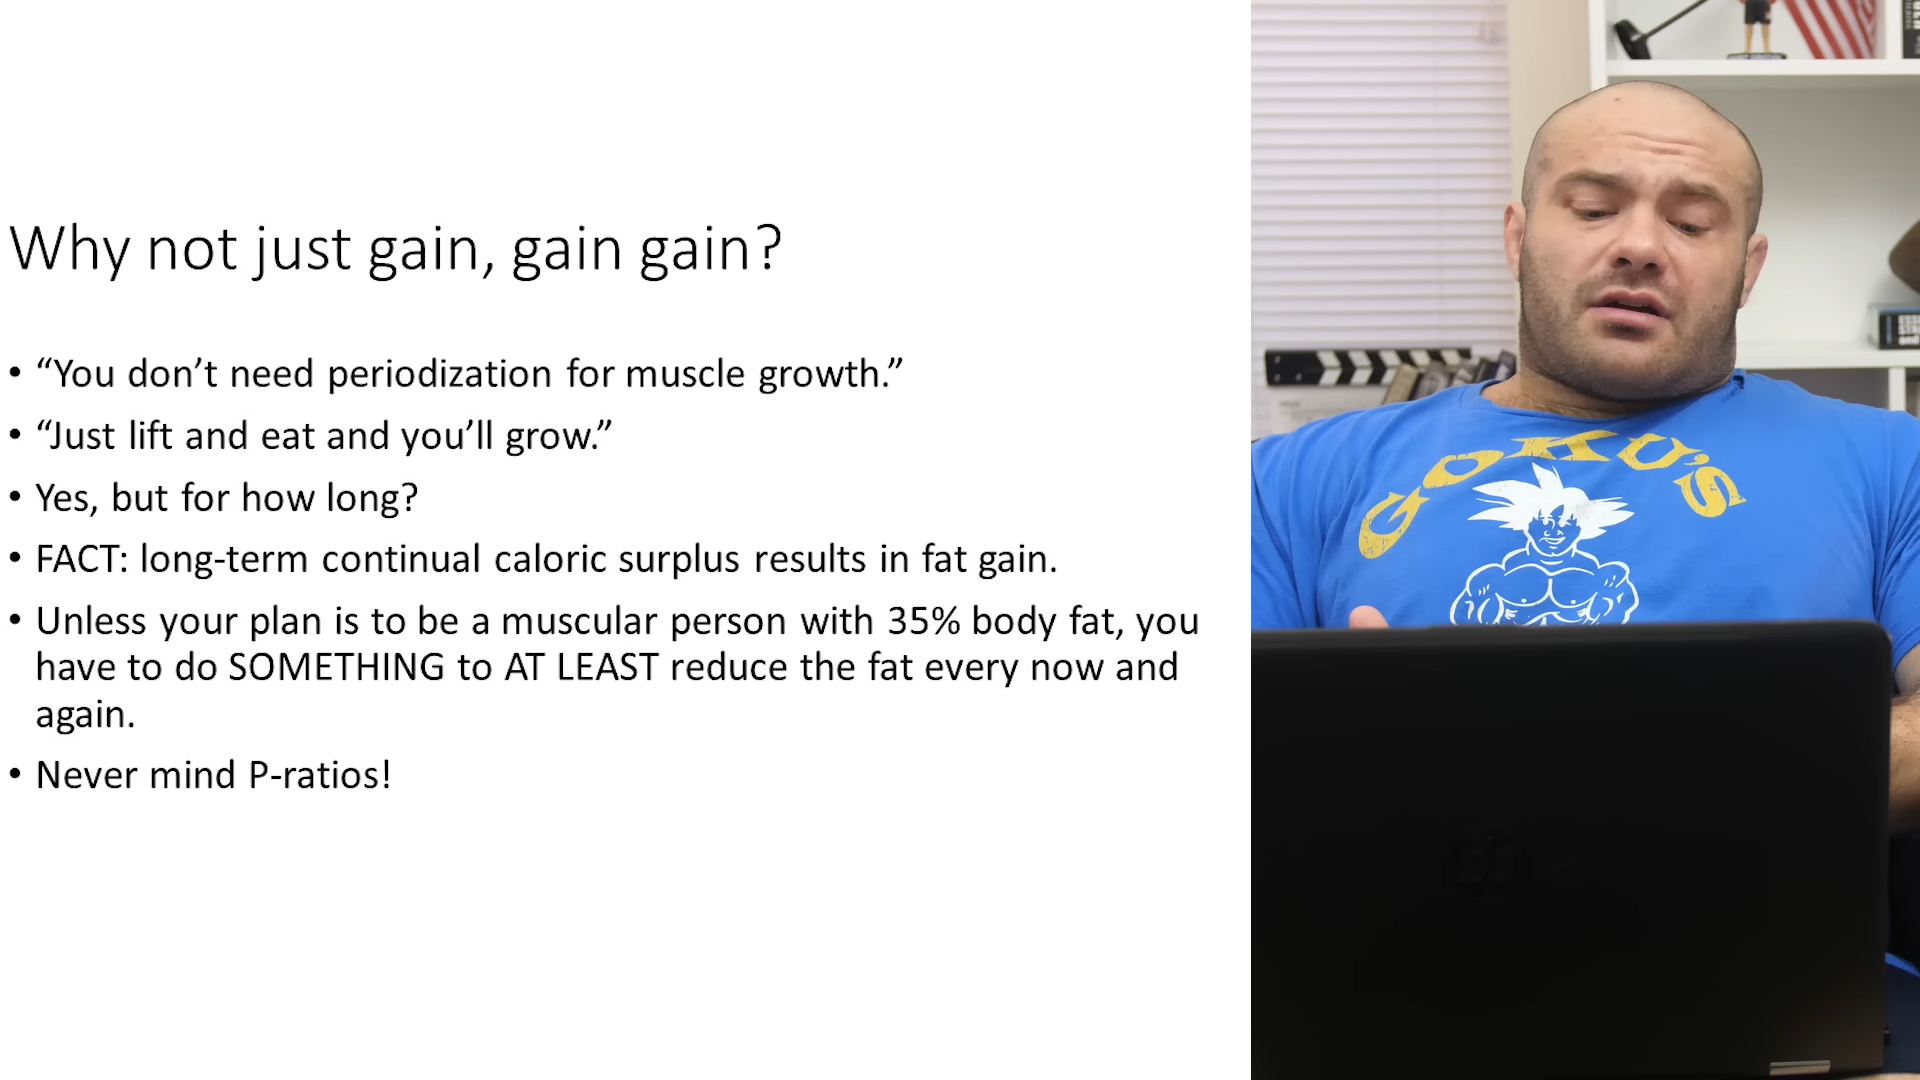 Why not just gain, gain gain?
• “You don’t need periodization for muscle growth.”
• “Just lift and eat and you’ll grow.”
• Yes, but for how long?
• FACT: long-term continual caloric surplus results in fat gain.
• Unless your plan is to be a muscular person with 35% body fat, you
have to do SOMETHING to AT LEAST reduce the fat every now and
again.
• Never mind P-ratios!
GOKU'S